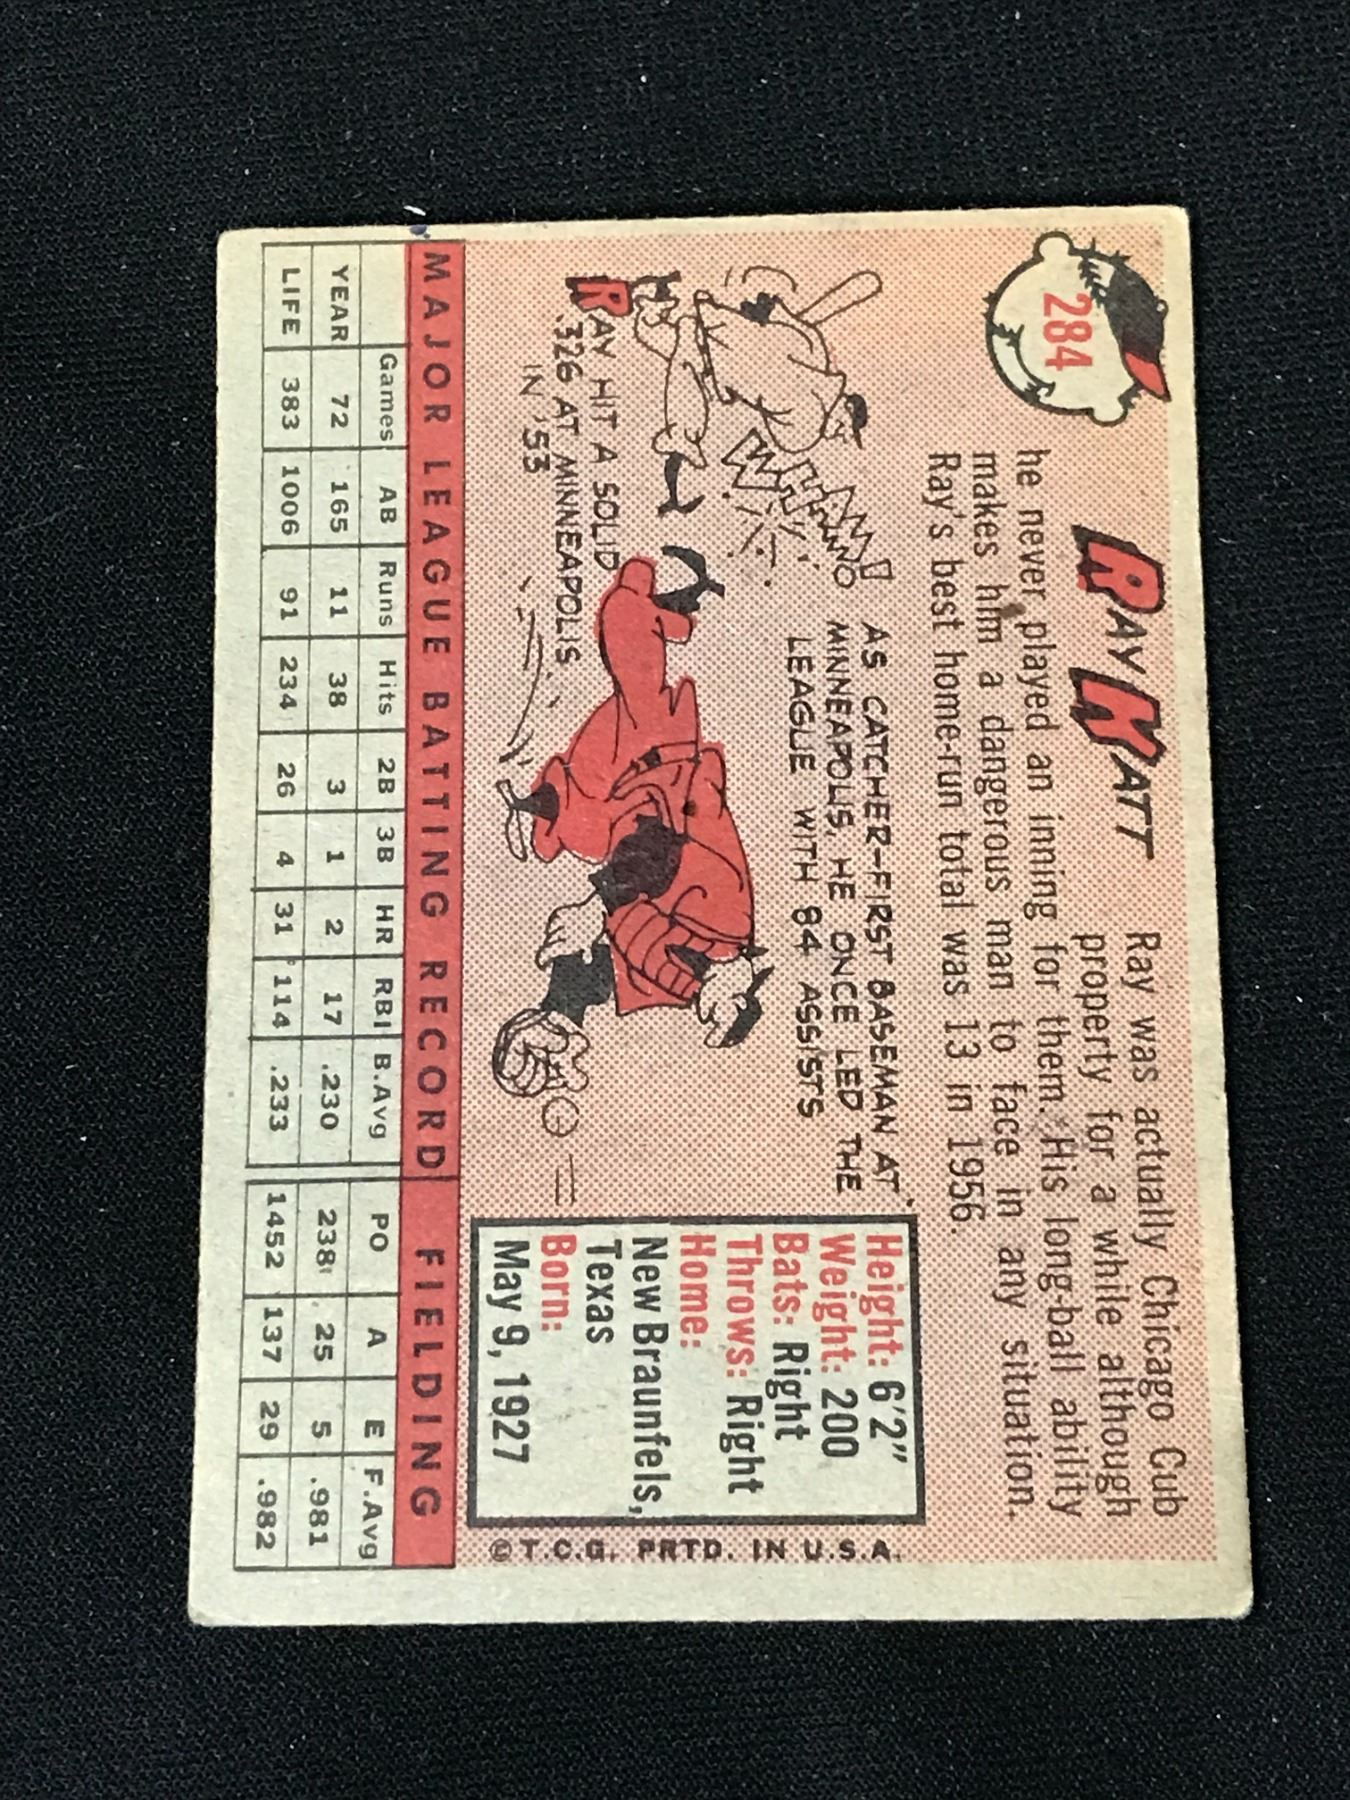 284
RAY KATT
Ray was actually Chicago Cub
property for a while although
he never played an inning for them. His long-ball ability
makes him a dangerous man to face in any situation.
Ray's best home-run total was 13 in 1956.
WHAM
AS CATCHER-FIRST BASEMAN AT
MINNEAPOLIS, HE ONCE LED THE
LEAGUE WITH 84 ASSISTS
RAY HIT A SOLID
.326 AT MINNEAPOLIS
IN '53
Height: 6'2"
Weight: 200
Bats: Right
Throws: Right
Home:
New Braunfels,
Texas
Born:
May 9, 1927
© T.C.G. PRTD. IN U.S.A.
MAJOR LEAGUE BATTING RECORD FIELDING
Games AB Runs Hits 2B 3B HR RBI B.Avg PO A E F.Avg
YEAR 72 165 11 38 3 1 2 17 .230 238 25 5 .981
LIFE 383 1006 91 234 26 4 31 114 .233 1452 137 29 .982